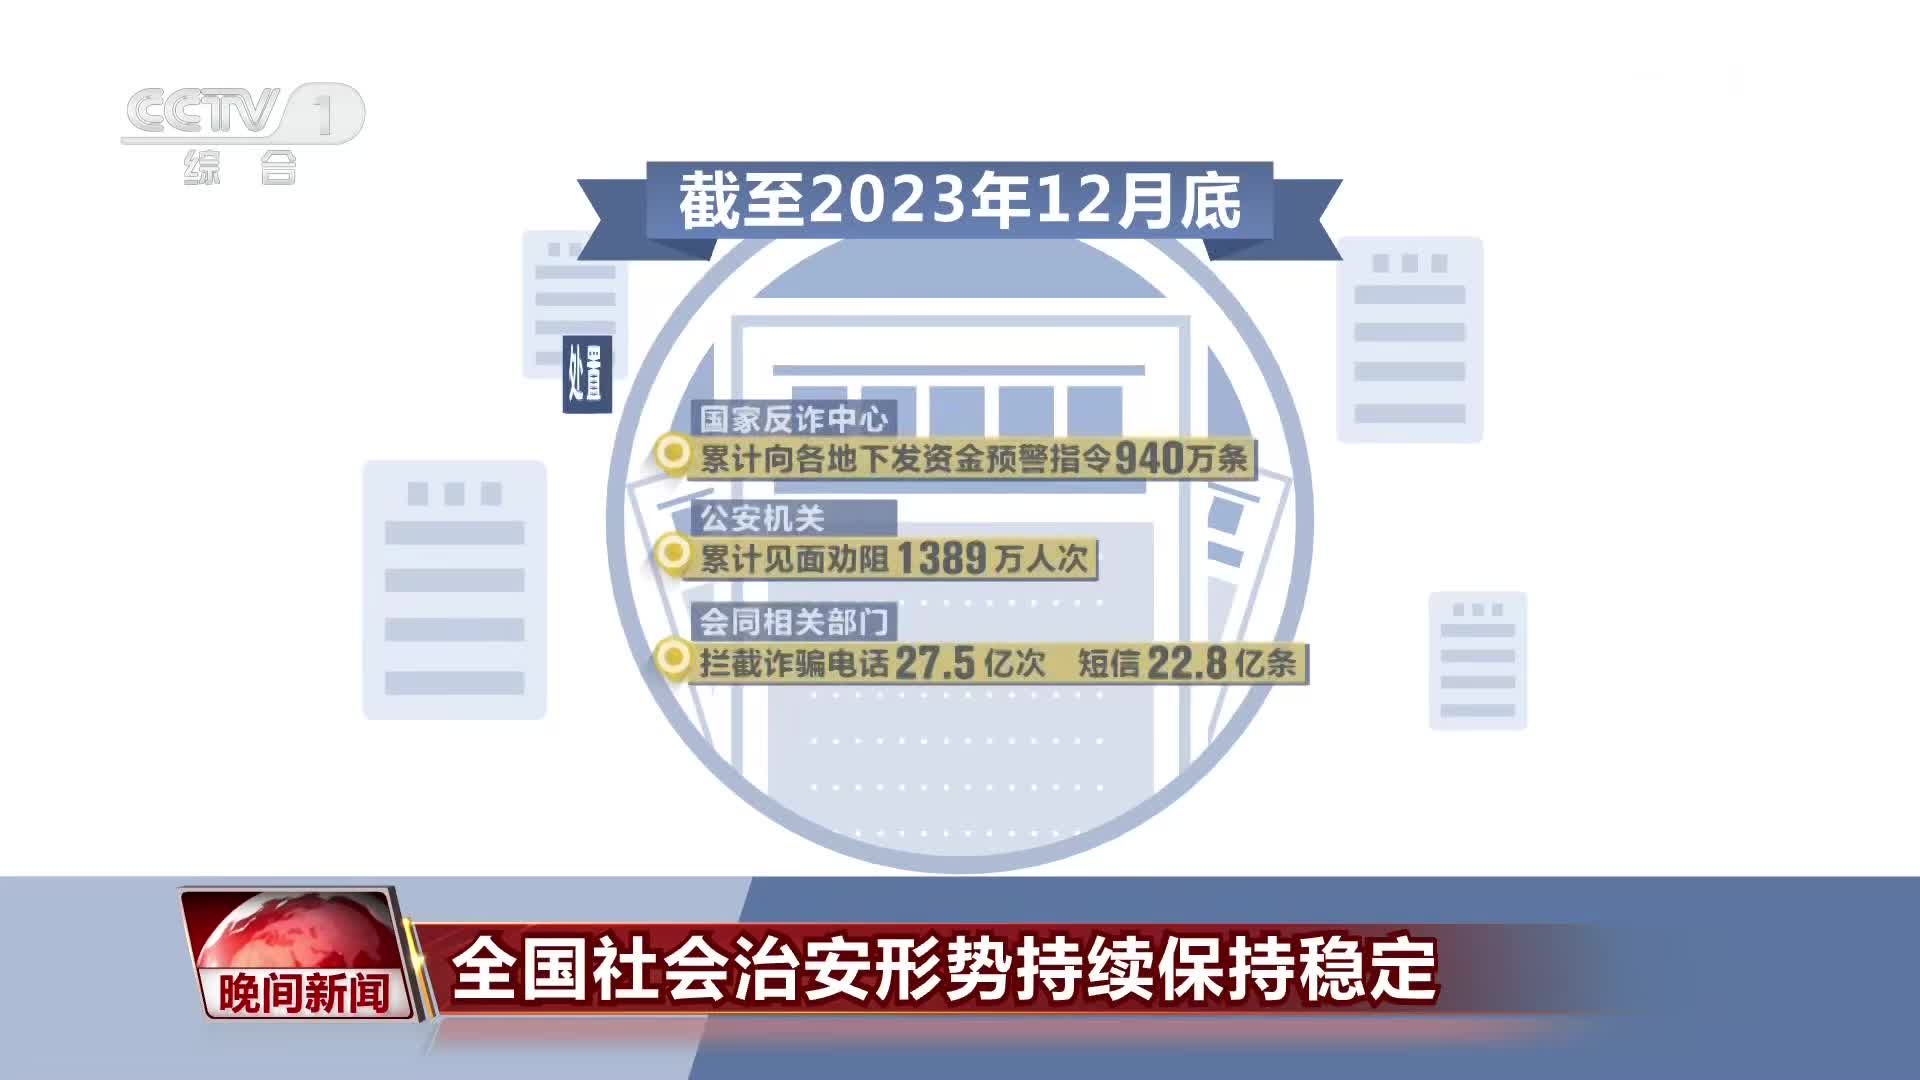 CCTV 1
综合
截至2023年12月底
处置
国家反诈中心
累计向各地下发资金预警指令940万条
公安机关
累计见面劝阻1389万人次
会同相关部门
拦截诈骗电话27.5亿次 短信22.8亿条
晚间新闻
全国社会治安形势持续保持稳定